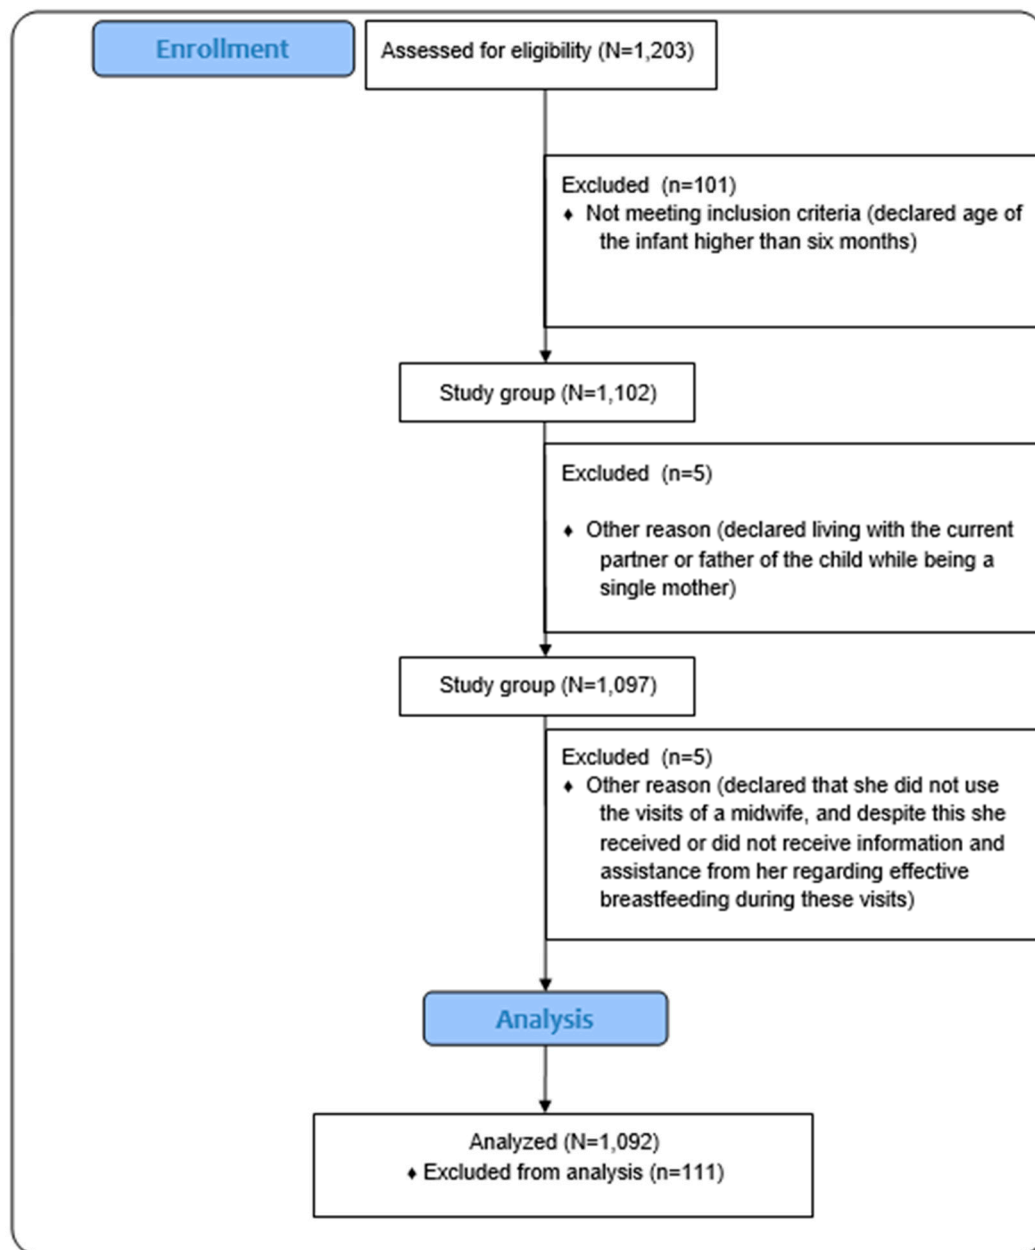 Enrollment
Assessed for eligibility (N=1,203)
Excluded (n=101)
♦ Not meeting inclusion criteria (declared age of
the infant higher than six months)
Study group (N=1,102)
Excluded (n=5)
♦ Other reason (declared living with the current
partner or father of the child while being a
single mother)
Study group (N=1,097)
Excluded (n=5)
♦ Other reason (declared that she did not use
the visits of a midwife, and despite this she
received or did not receive information and
assistance from her regarding effective
breastfeeding during these visits)
Analysis
Analyzed (N=1,092)
♦ Excluded from analysis (n=111)